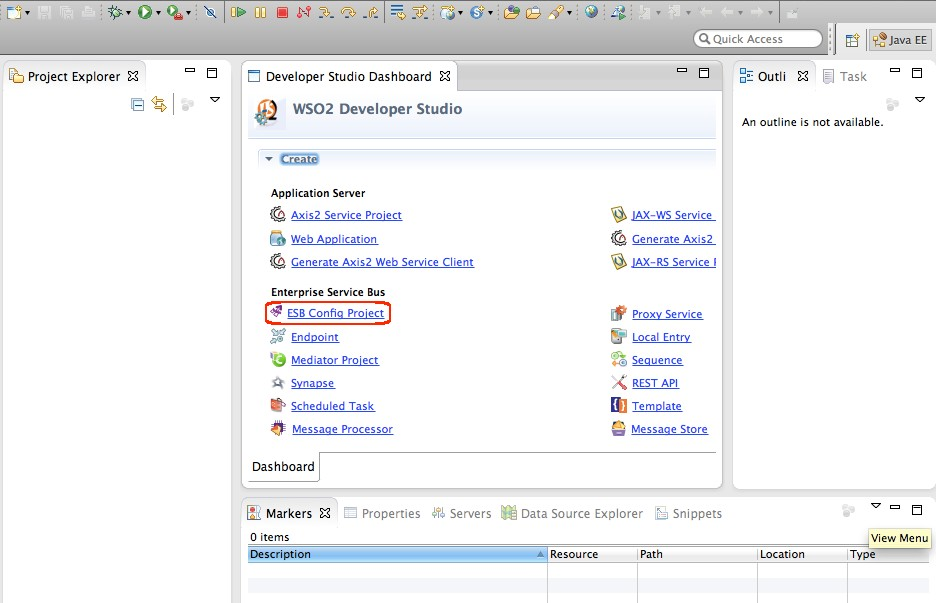 Quick Access
Java EE
Project Explorer
Developer Studio Dashboard
Outli
Task
WSO2 Developer Studio
An outline is not available.
Create
Application Server
Axis2 Service Project
JAX-WS Service
Web Application
Generate Axis2
Generate Axis2 Web Service Client
JAX-RS Service
Enterprise Service Bus
ESB Config Project
Proxy Service
Endpoint
Local Entry
Mediator Project
Sequence
Synapse
REST API
Scheduled Task
Template
Message Processor
Message Store
Dashboard
Markers
Properties
Servers
Data Source Explorer
Snippets
0 items
View Menu
Description
Resource
Path
Location
Type